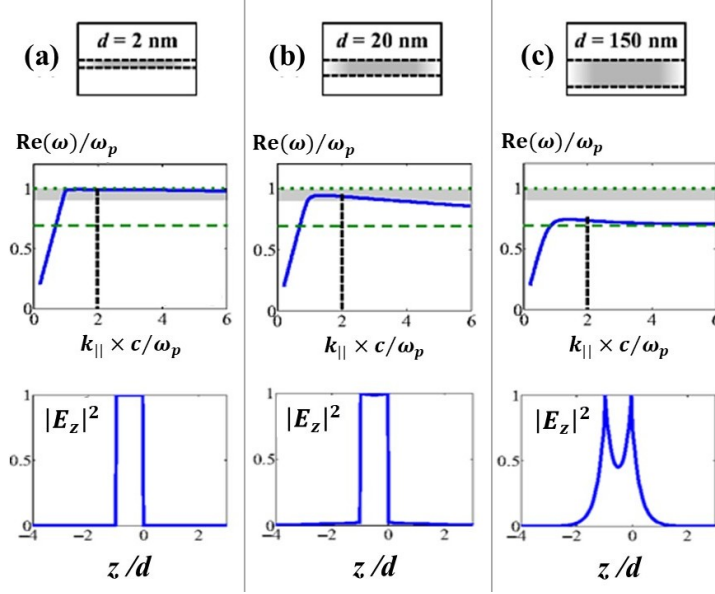 (a)
d = 2 nm
(b)
d = 20 nm
(c)
d = 150 nm
Re(ω)/ω_p
1
0.5
0
0 2 4 6
k_|| × c/ω_p
Re(ω)/ω_p
1
0.5
0
0 2 4 6
k_|| × c/ω_p
Re(ω)/ω_p
1
0.5
0
0 2 4 6
k_|| × c/ω_p
|E_z|²
1
0.5
0
−4 −2 0 2
z/d
|E_z|²
1
0.5
0
−4 −2 0 2
z/d
|E_z|²
1
0.5
0
−4 −2 0 2
z/d